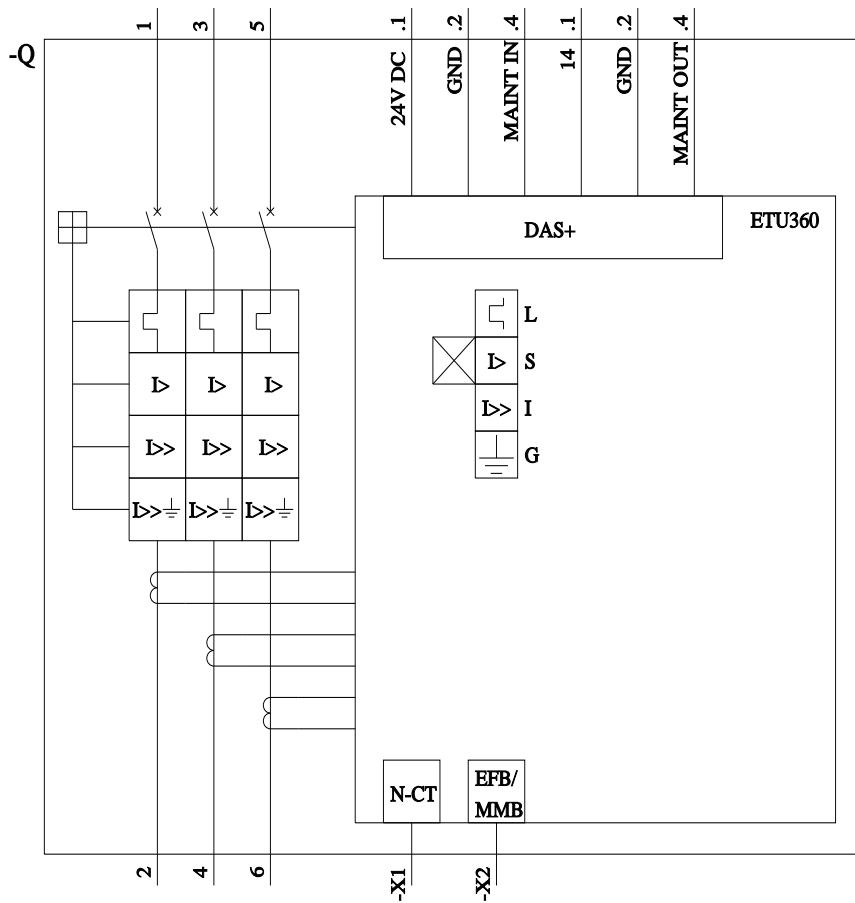 1
3
5
.1
.2
.4
.1
.2
.4
-Q
24V DC
GND
MAINT IN
14
GND
MAINT OUT
DAS+
ETU360
L
I> S
I>> I
G
I> I> I>
I>> I>> I>>
I>> I>> I>>
N-CT
EFB/
MMB
2
4
6
-X1
-X2